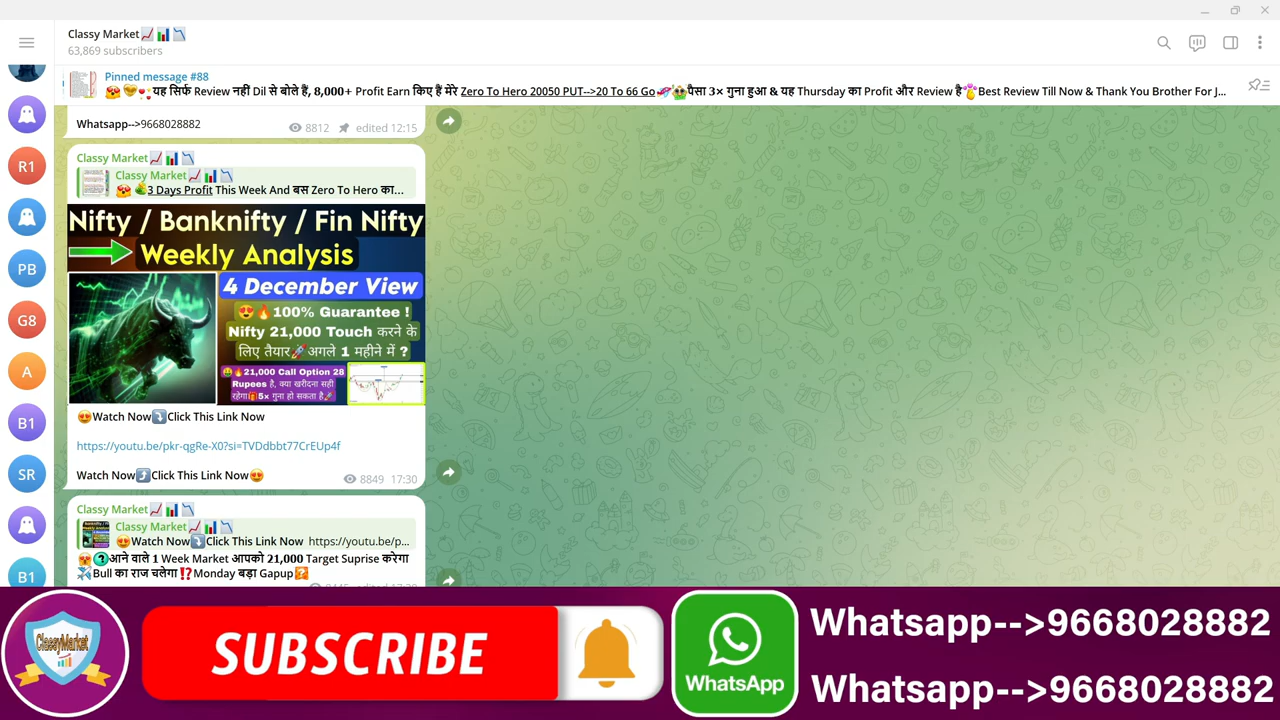 Classy Market📈📊📉
63,869 subscribers
Pinned message #88
😍🤝💘यह सिर्फ Review नहीं Dil से बोले हैं, 8,000+ Profit Earn किए हैं मेरे Zero To Hero 20050 PUT-->20 To 66 Go🚀🤑पैसा 3× गुना हुआ & यह Thursday का Profit और Review है💃Best Review Till Now & Thank You Brother For J...
Whatsapp-->9668028882
8812 edited 12:15
Classy Market📈📊📉
Classy Market📈📊📉
😍💰3 Days Profit This Week And बस Zero To Hero का...
Nifty / Banknifty / Fin Nifty
Weekly Analysis
4 December View
😍🔥100% Guarantee !
Nifty 21,000 Touch करने के
लिए तैयार🚀अगले 1 महीने में ?
🤑🔥21,000 Call Option 28
Rupees है, क्या खरीदना सही
रहेगा🎁5× गुना हो सकता है🚀
😍Watch Now⤵️Click This Link Now
https://youtu.be/pkr-qgRe-X0?si=TVDdbbt77CrEUp4f
Watch Now⤴️Click This Link Now😍
8849 17:30
Classy Market📈📊📉
Classy Market📈📊📉
😍Watch Now⤵️Click This Link Now https://youtu.be/p...
आने वाले 1 Week Market आपको 21,000 Target Suprise करेगा
Bull का राज चलेगा⁉️Monday बड़ा Gapup❓
R1
PB
G8
A
B1
SR
B1
ClassyMarket
SUBSCRIBE
WhatsApp
Whatsapp-->9668028882
Whatsapp-->9668028882